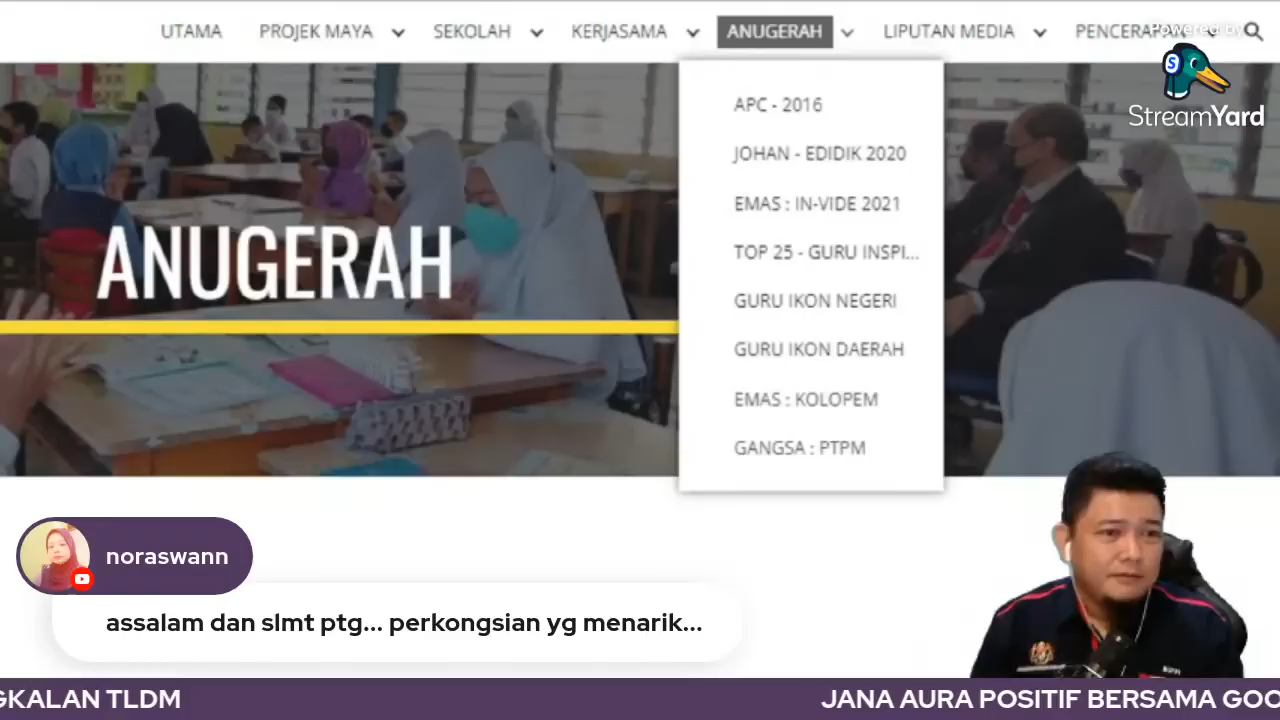 UTAMA PROJEK MAYA SEKOLAH KERJASAMA ANUGERAH LIPUTAN MEDIA
Powered by
StreamYard
APC - 2016
JOHAN - EDIDIK 2020
EMAS : IN-VIDE 2021
TOP 25 - GURU INSPI...
GURU IKON NEGERI
GURU IKON DAERAH
EMAS : KOLOPEM
GANGSA : PTPM
ANUGERAH
noraswann
assalam dan slmt ptg... perkongsian yg menarik...
GKALAN TLDM JANA AURA POSITIF BERSAMA GOO